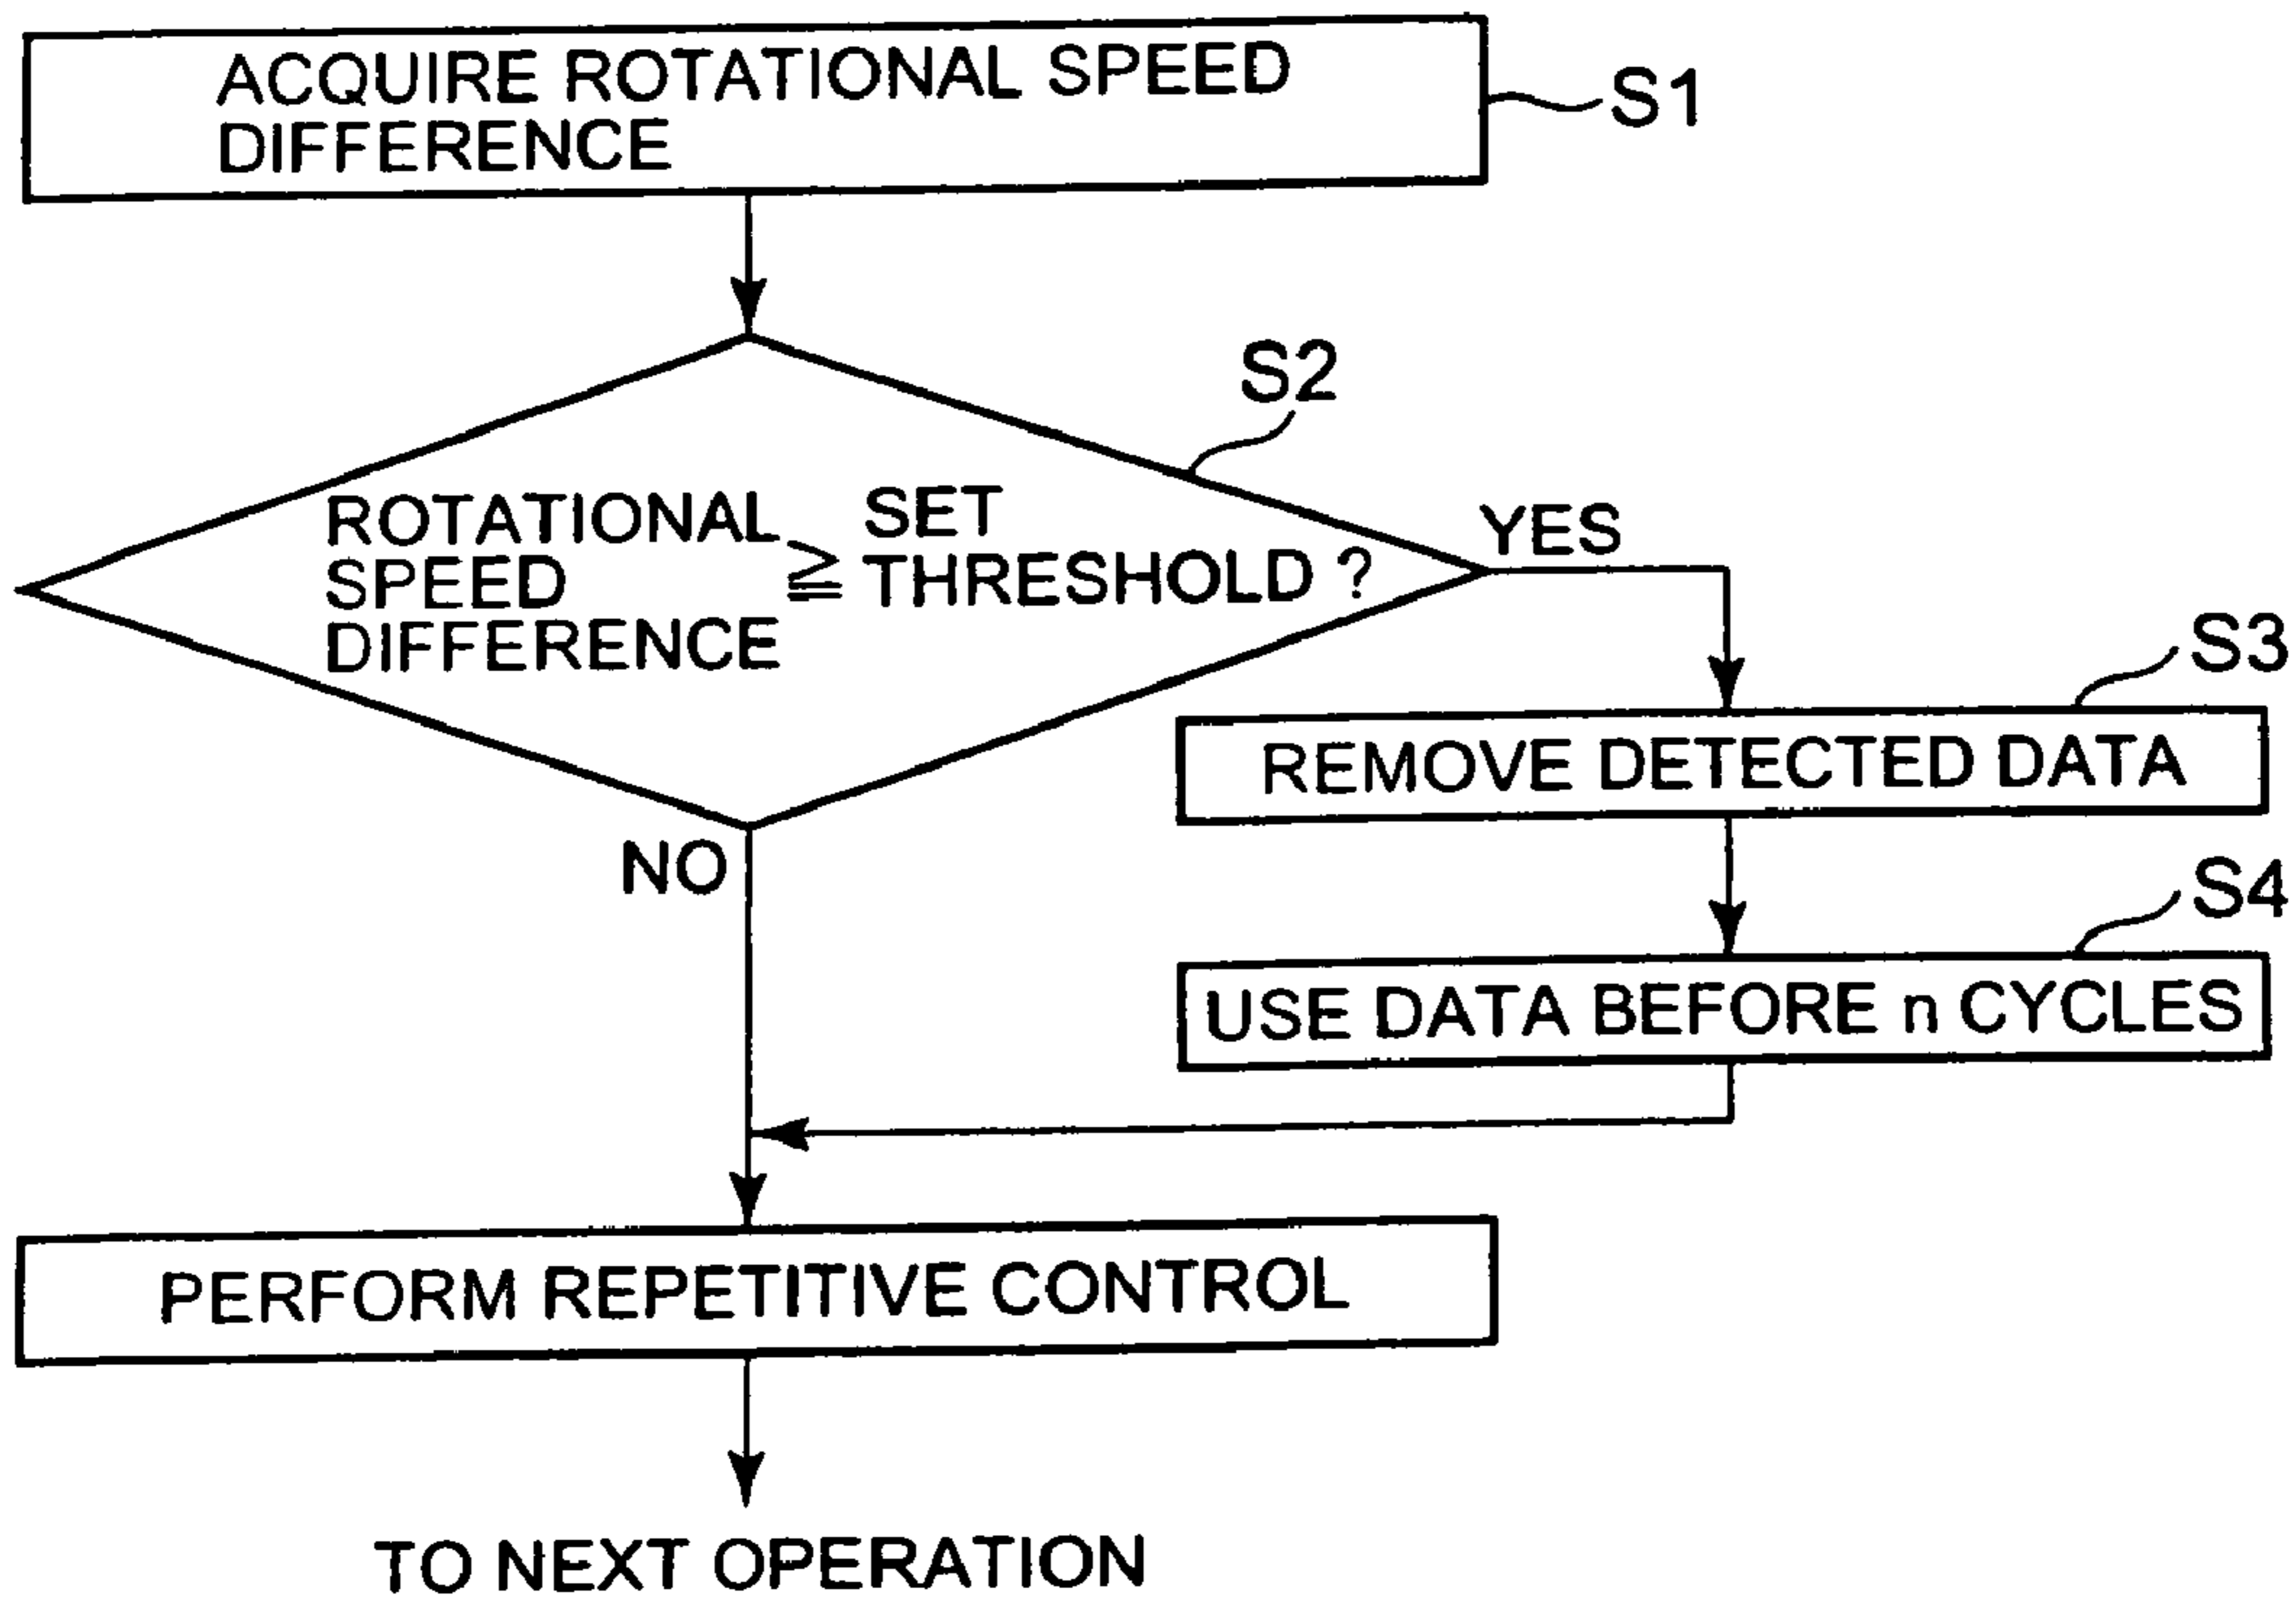 ACQUIRE ROTATIONAL SPEED
DIFFERENCE
S1
S2
ROTATIONAL
SPEED
DIFFERENCE
≧
SET
THRESHOLD ?
YES
S3
REMOVE DETECTED DATA
NO
S4
USE DATA BEFORE n CYCLES
PERFORM REPETITIVE CONTROL
TO NEXT OPERATION